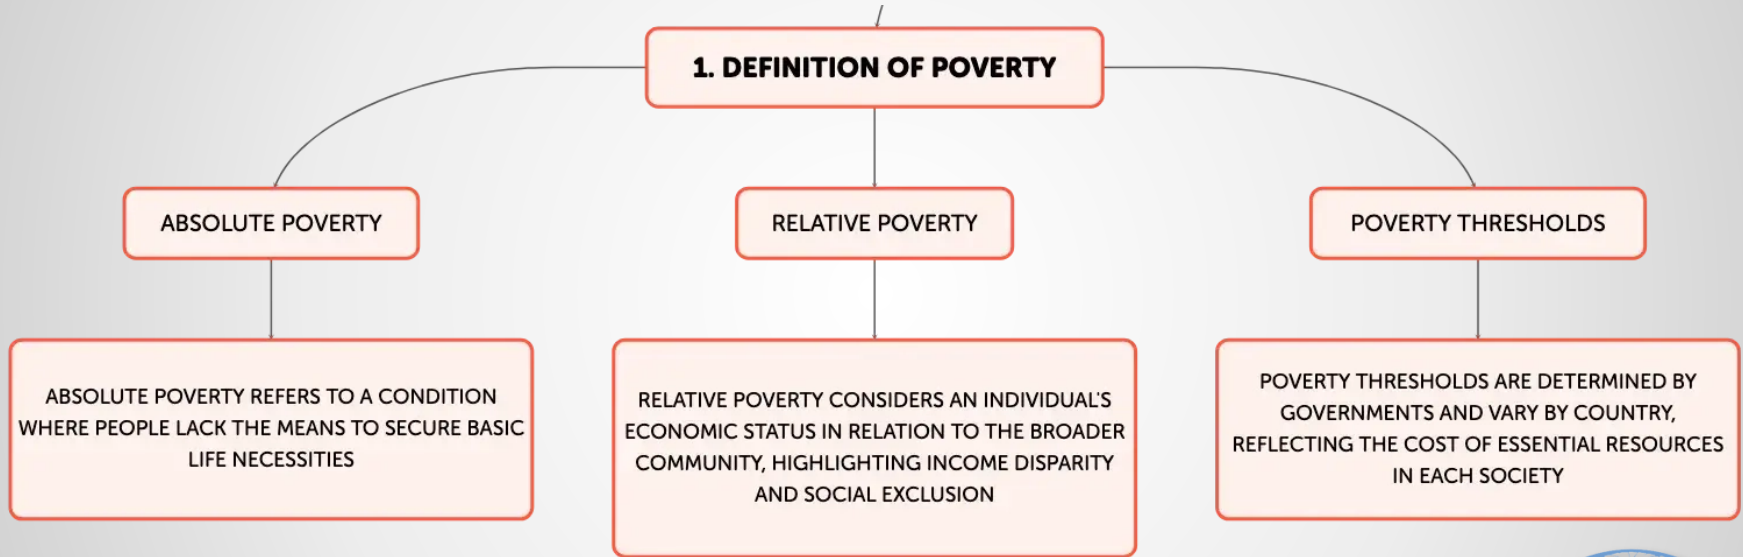 1. DEFINITION OF POVERTY
ABSOLUTE POVERTY
RELATIVE POVERTY
POVERTY THRESHOLDS
ABSOLUTE POVERTY REFERS TO A CONDITION
WHERE PEOPLE LACK THE MEANS TO SECURE BASIC
LIFE NECESSITIES
RELATIVE POVERTY CONSIDERS AN INDIVIDUAL'S
ECONOMIC STATUS IN RELATION TO THE BROADER
COMMUNITY, HIGHLIGHTING INCOME DISPARITY
AND SOCIAL EXCLUSION
POVERTY THRESHOLDS ARE DETERMINED BY
GOVERNMENTS AND VARY BY COUNTRY,
REFLECTING THE COST OF ESSENTIAL RESOURCES
IN EACH SOCIETY